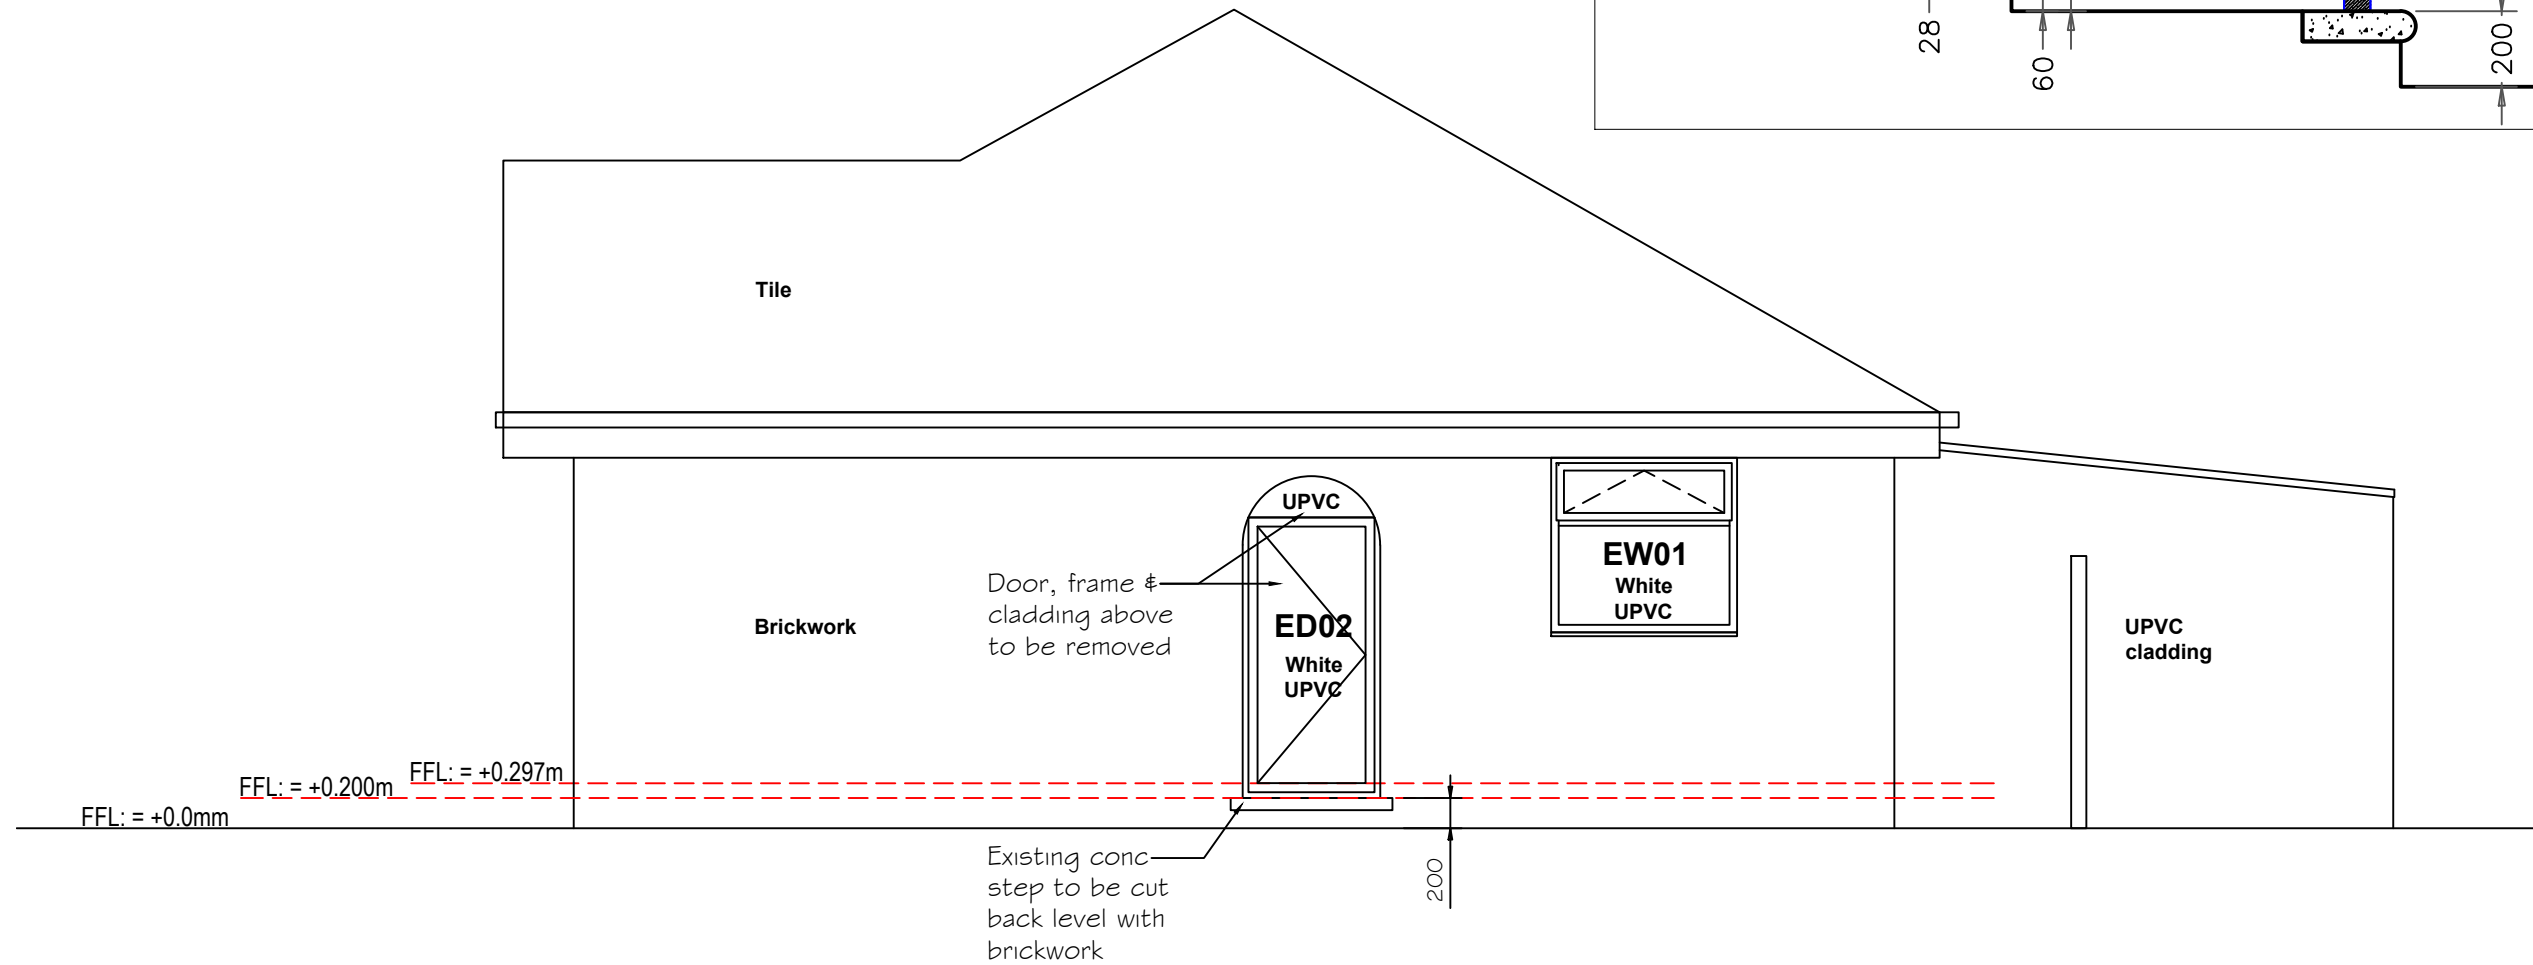 28
60
200
Tile
UPVC
Door, frame &
cladding above
to be removed
ED02
White
UPVC
EW01
White
UPVC
Brickwork
UPVC
cladding
FFL: = +0.297m
FFL: = +0.200m
FFL: = +0.0mm
Existing conc
step to be cut
back level with
brickwork
200